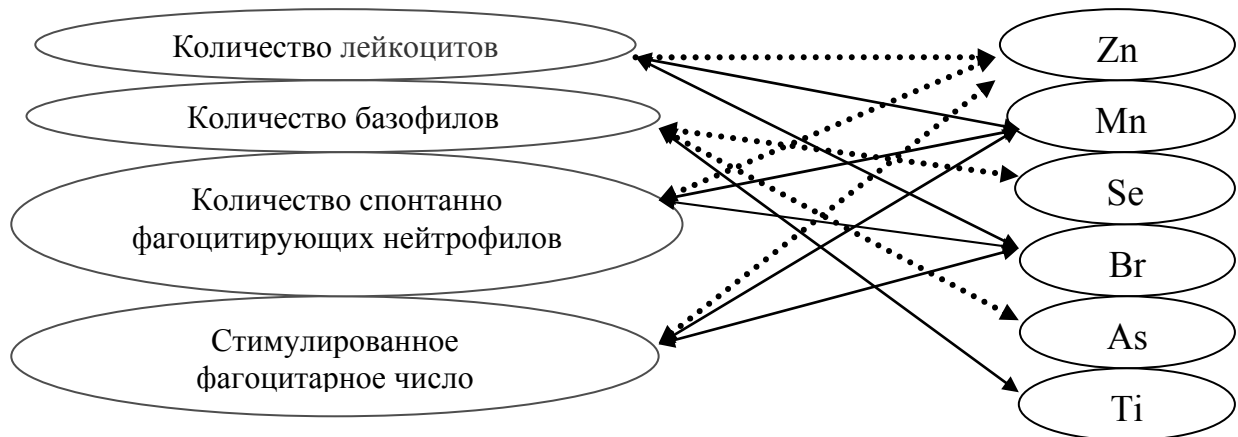 Количество лейкоцитов
Количество базофилов
Количество спонтанно
фагоцитирующих нейтрофилов
Стимулированное
фагоцитарное число
Zn
Mn
Se
Br
As
Ti